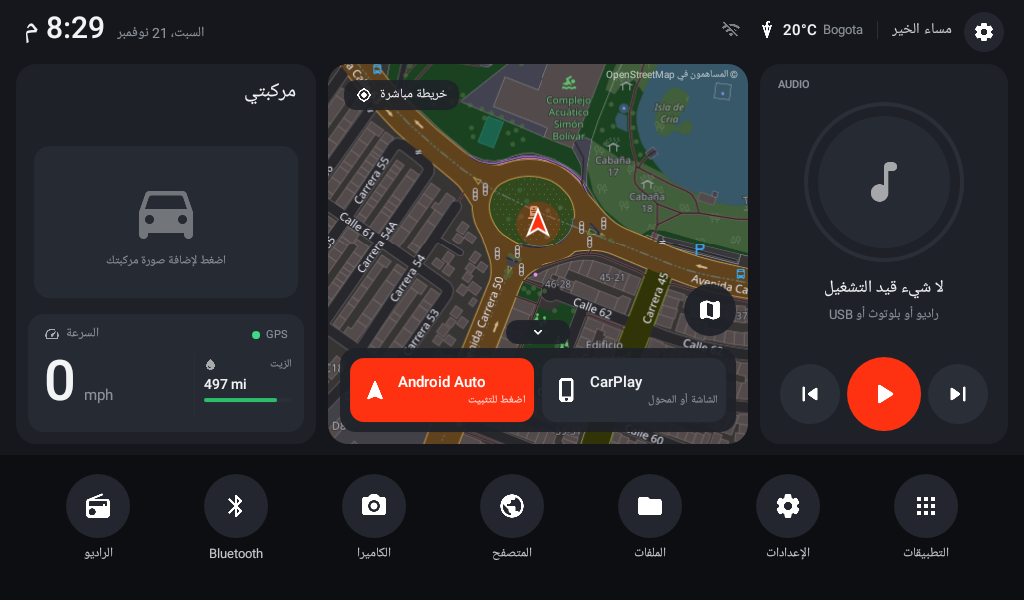 8:29 م
السبت، 21 نوفمبر
20°C Bogota
مساء الخير
مركبتي
اضغط لإضافة صورة مركبتك
السرعة
GPS
0 mph
الزيت
497 mi
خريطة مباشرة
© المساهمون في OpenStreetMap
Complejo
Acuático
Simón
Bolívar
Isla de
Cría
Cabaña
17
Cabaña
18
Carrera 55
Calle 61
Carrera 54A
Carrera 54
Carrera 53
Carrera 50
46-28
45-21
Calle 62
Carrera 45
Avenida Ca
Edificio
Calle 60
Android Auto
اضغط للتثبيت
CarPlay
الشاشة أو المحوّل
AUDIO
لا شيء قيد التشغيل
راديو أو بلوتوث أو USB
الراديو
Bluetooth
الكاميرا
المتصفح
الملفات
الإعدادات
التطبيقات